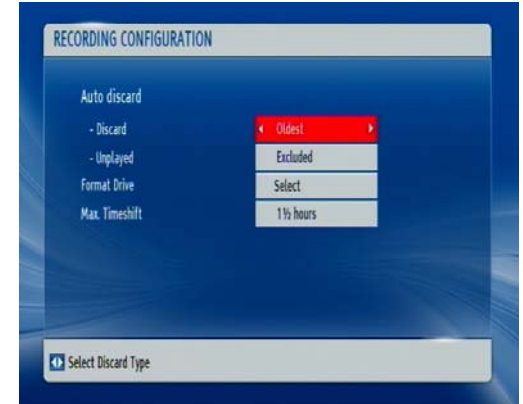 RECORDING CONFIGURATION
Auto discard
- Discard Oldest
- Unplayed Excluded
Format Drive Select
Max. Timeshift 1½ hours
Select Discard Type